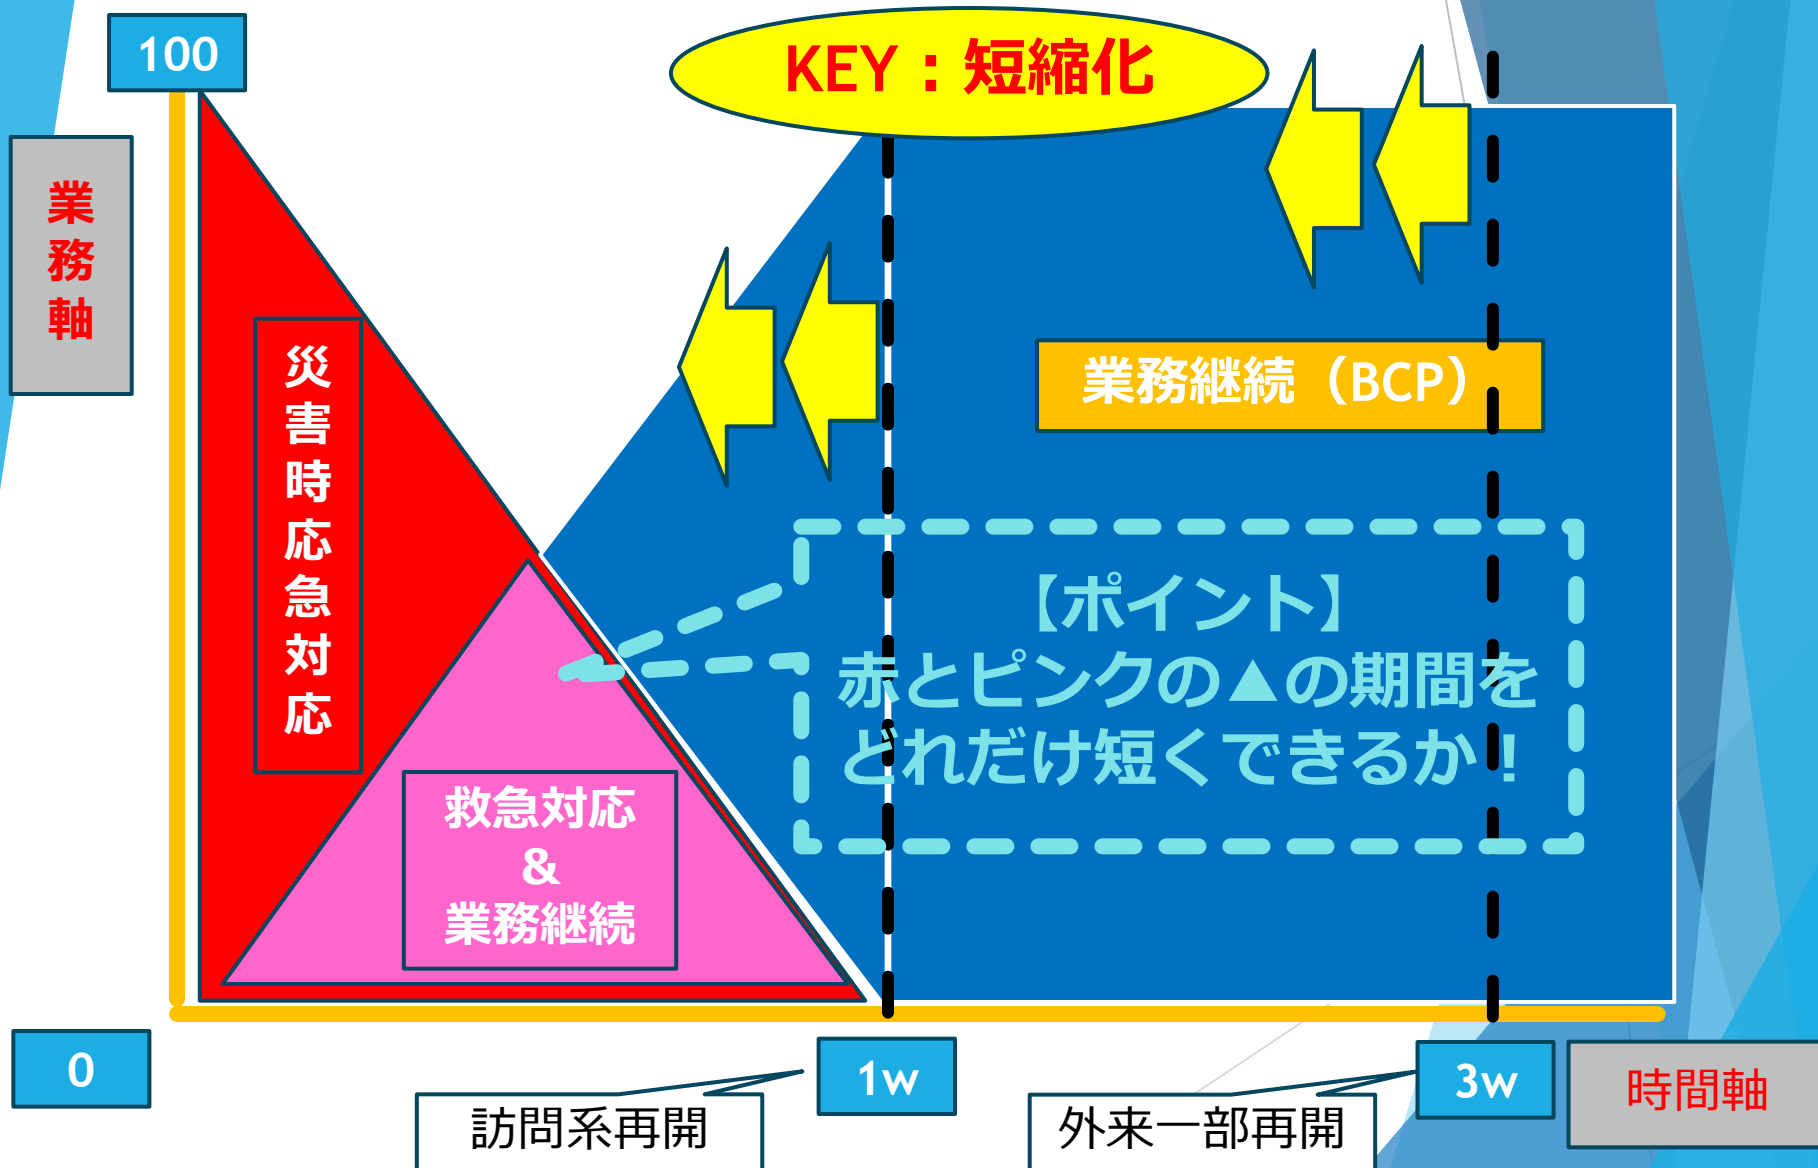 100
KEY：短縮化
業務軸
災害時応急対応
業務継続（BCP）
【ポイント】
赤とピンクの▲の期間を
どれだけ短くできるか！
救急対応
&
業務継続
0
1w
3w
時間軸
訪問系再開
外来一部再開